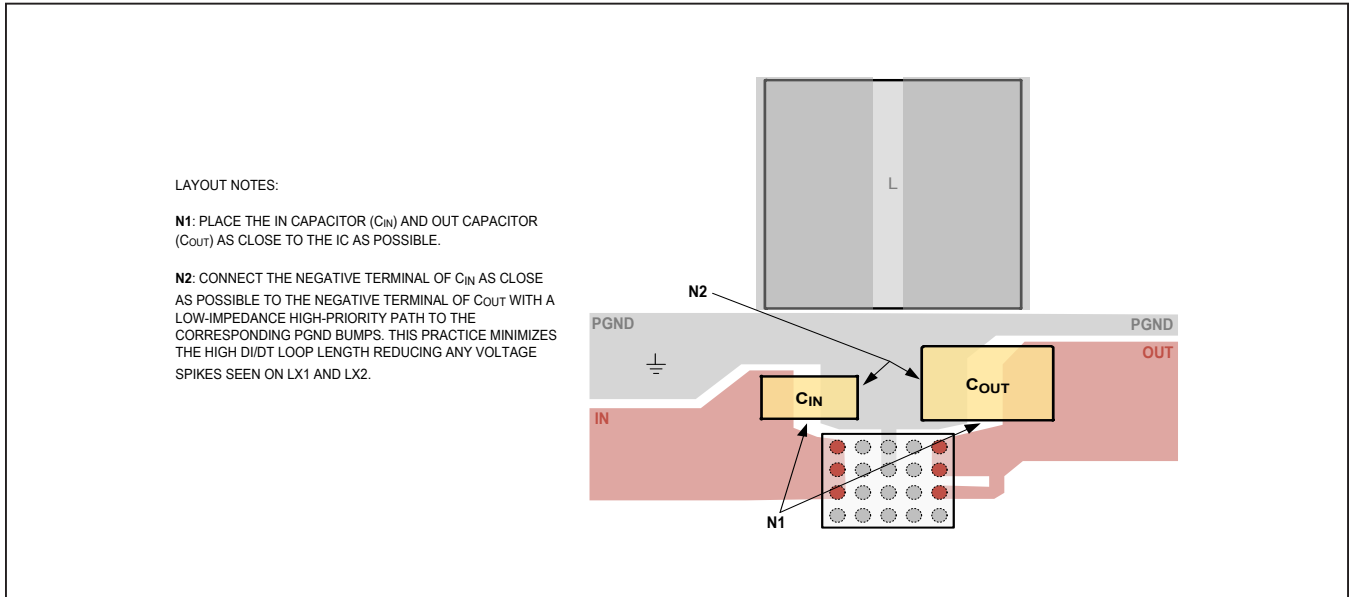 LAYOUT NOTES:
N1: PLACE THE IN CAPACITOR (CIN) AND OUT CAPACITOR
(COUT) AS CLOSE TO THE IC AS POSSIBLE.
N2: CONNECT THE NEGATIVE TERMINAL OF CIN AS CLOSE
AS POSSIBLE TO THE NEGATIVE TERMINAL OF COUT WITH A
LOW-IMPEDANCE HIGH-PRIORITY PATH TO THE
CORRESPONDING PGND BUMPS. THIS PRACTICE MINIMIZES
THE HIGH DI/DT LOOP LENGTH REDUCING ANY VOLTAGE
SPIKES SEEN ON LX1 AND LX2.
L
N2
PGND
PGND
OUT
CIN
COUT
IN
N1